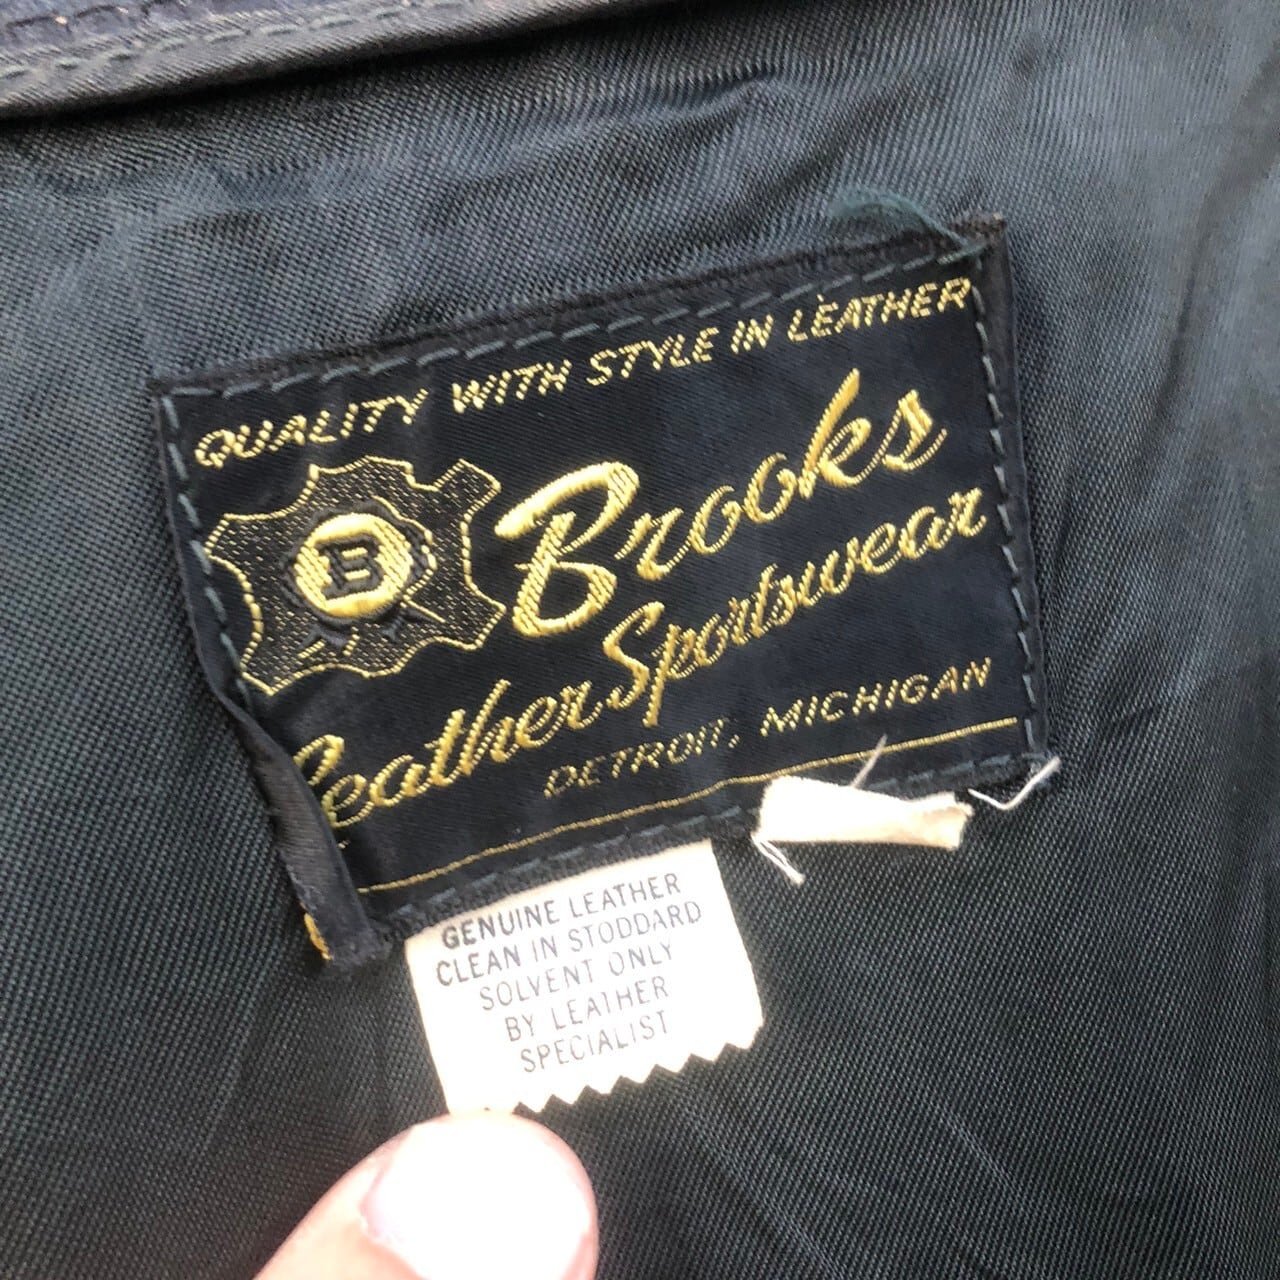 QUALITY WITH STYLE IN LEATHER
B
Brooks
Leather Sportswear
DETROIT, MICHIGAN
GENUINE LEATHER
CLEAN IN STODDARD
SOLVENT ONLY
BY LEATHER
SPECIALIST